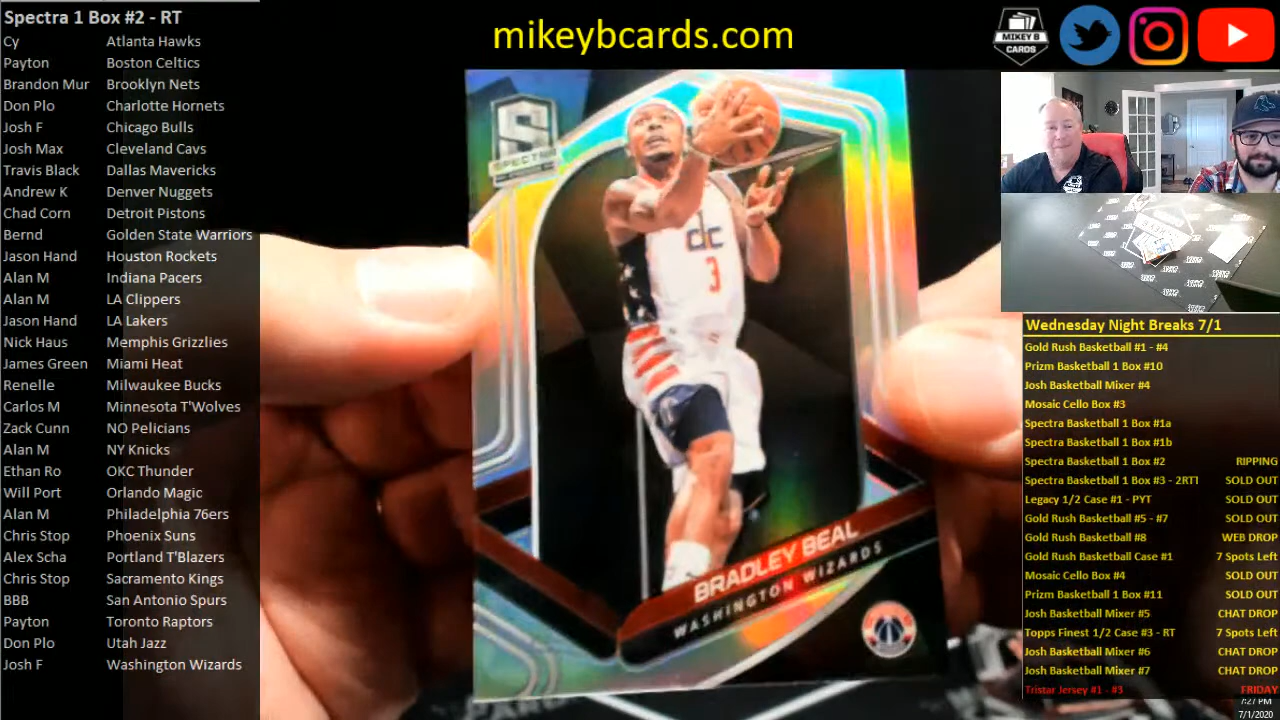 Spectra 1 Box #2 - RT
Cy Atlanta Hawks
Payton Boston Celtics
Brandon Mur Brooklyn Nets
Don Plo Charlotte Hornets
Josh F Chicago Bulls
Josh Max Cleveland Cavs
Travis Black Dallas Mavericks
Andrew K Denver Nuggets
Chad Corn Detroit Pistons
Bernd Golden State Warriors
Jason Hand Houston Rockets
Alan M Indiana Pacers
Alan M LA Clippers
Jason Hand LA Lakers
Nick Haus Memphis Grizzlies
James Green Miami Heat
Renelle Milwaukee Bucks
Carlos M Minnesota T'Wolves
Zack Cunn NO Pelicians
Alan M NY Knicks
Ethan Ro OKC Thunder
Will Port Orlando Magic
Alan M Philadelphia 76ers
Chris Stop Phoenix Suns
Alex Scha Portland T'Blazers
Chris Stop Sacramento Kings
BBB San Antonio Spurs
Payton Toronto Raptors
Don Plo Utah Jazz
Josh F Washington Wizards
mikeybcards.com
MIKEY B
CARDS
S
SPECTRA
dc
3
BRADLEY BEAL
WASHINGTON WIZARDS
Wednesday Night Breaks 7/1
Gold Rush Basketball #1 - #4
Prizm Basketball 1 Box #10
Josh Basketball Mixer #4
Mosaic Cello Box #3
Spectra Basketball 1 Box #1a
Spectra Basketball 1 Box #1b
Spectra Basketball 1 Box #2 RIPPING
Spectra Basketball 1 Box #3 - 2RT1 SOLD OUT
Legacy 1/2 Case #1 - PYT SOLD OUT
Gold Rush Basketball #5 - #7 SOLD OUT
Gold Rush Basketball #8 WEB DROP
Gold Rush Basketball Case #1 7 Spots Left
Mosaic Cello Box #4 SOLD OUT
Prizm Basketball 1 Box #11 SOLD OUT
Josh Basketball Mixer #5 CHAT DROP
Topps Finest 1/2 Case #3 - RT 7 Spots Left
Josh Basketball Mixer #6 CHAT DROP
Josh Basketball Mixer #7 CHAT DROP
Tristar Jersey #1 - #3 FRIDAY
7:27 PM
7/1/2020